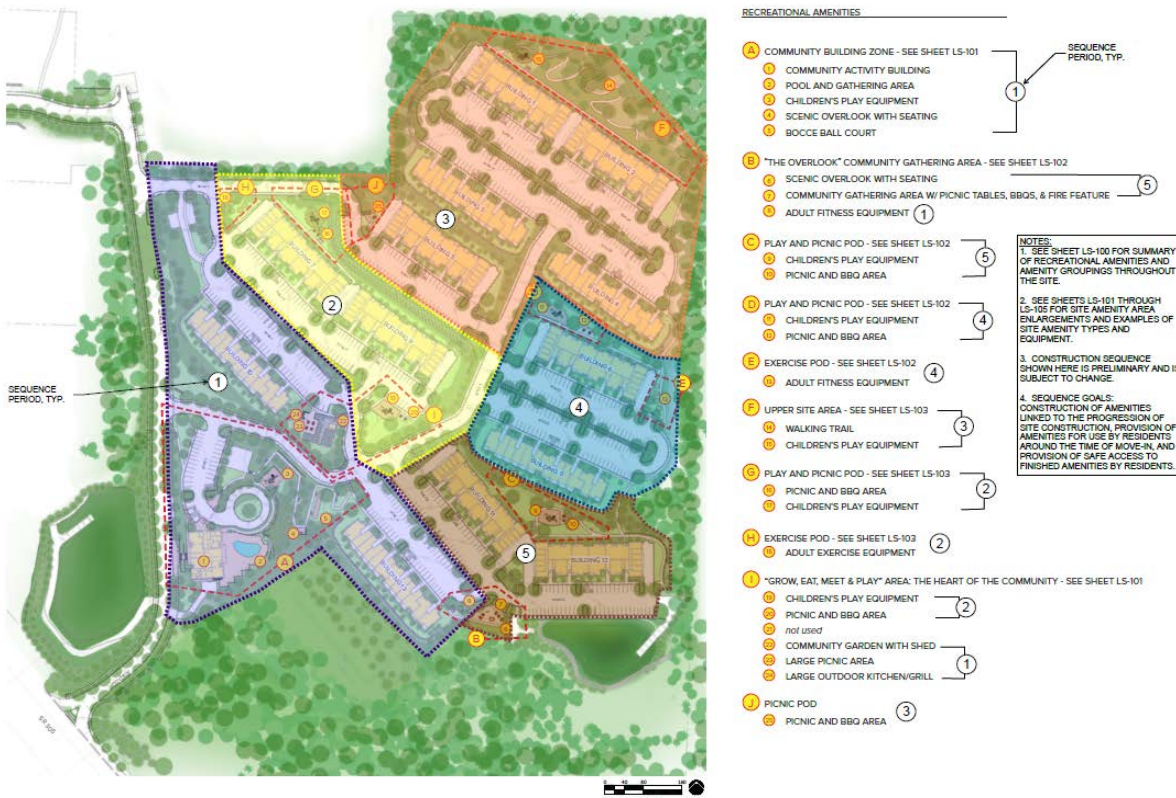 RECREATIONAL AMENITIES
A COMMUNITY BUILDING ZONE - SEE SHEET LS-101
1 COMMUNITY ACTIVITY BUILDING
2 POOL AND GATHERING AREA
3 CHILDREN'S PLAY EQUIPMENT
4 SCENIC OVERLOOK WITH SEATING
5 BOCCE BALL COURT
1
SEQUENCE
PERIOD, TYP.
B "THE OVERLOOK" COMMUNITY GATHERING AREA - SEE SHEET LS-102
6 SCENIC OVERLOOK WITH SEATING
7 COMMUNITY GATHERING AREA W/ PICNIC TABLES, BBQS, & FIRE FEATURE
5
8 ADULT FITNESS EQUIPMENT 1
C PLAY AND PICNIC POD - SEE SHEET LS-102
9 CHILDREN'S PLAY EQUIPMENT
10 PICNIC AND BBQ AREA
5
D PLAY AND PICNIC POD - SEE SHEET LS-102
11 CHILDREN'S PLAY EQUIPMENT
12 PICNIC AND BBQ AREA
4
E EXERCISE POD - SEE SHEET LS-102
13 ADULT FITNESS EQUIPMENT
4
F UPPER SITE AREA - SEE SHEET LS-103
14 WALKING TRAIL
15 CHILDREN'S PLAY EQUIPMENT
3
G PLAY AND PICNIC POD - SEE SHEET LS-103
16 PICNIC AND BBQ AREA
17 CHILDREN'S PLAY EQUIPMENT
2
H EXERCISE POD - SEE SHEET LS-103
18 ADULT EXERCISE EQUIPMENT
2
I "GROW, EAT, MEET & PLAY" AREA: THE HEART OF THE COMMUNITY - SEE SHEET LS-101
19 CHILDREN'S PLAY EQUIPMENT
20 PICNIC AND BBQ AREA
2
21 not used
22 COMMUNITY GARDEN WITH SHED
23 LARGE PICNIC AREA
24 LARGE OUTDOOR KITCHEN/GRILL
1
J PICNIC POD
25 PICNIC AND BBQ AREA
3
NOTES:
1. SEE SHEET LS-100 FOR SUMMARY
OF RECREATIONAL AMENITIES AND
AMENITY GROUPINGS THROUGHOUT
THE SITE.
2. SEE SHEETS LS-101 THROUGH
LS-105 FOR SITE AMENITY AREA
ENLARGEMENTS AND EXAMPLES OF
SITE AMENITY TYPES AND
EQUIPMENT.
3. CONSTRUCTION SEQUENCE
SHOWN HERE IS PRELIMINARY AND IS
SUBJECT TO CHANGE.
4. SEQUENCE GOALS:
CONSTRUCTION OF AMENITIES
LINKED TO THE PROGRESSION OF
SITE CONSTRUCTION, PROVISION OF
AMENITIES FOR USE BY RESIDENTS
AROUND THE TIME OF MOVE-IN, AND
PROVISION OF SAFE ACCESS TO
FINISHED AMENITIES BY RESIDENTS.
SEQUENCE
PERIOD, TYP.
1
2
3
4
5
A
B
C
E
F
G
H
I
J
BUILDING 1
BUILDING 2
BUILDING 12
SR 305
0 40 80 160